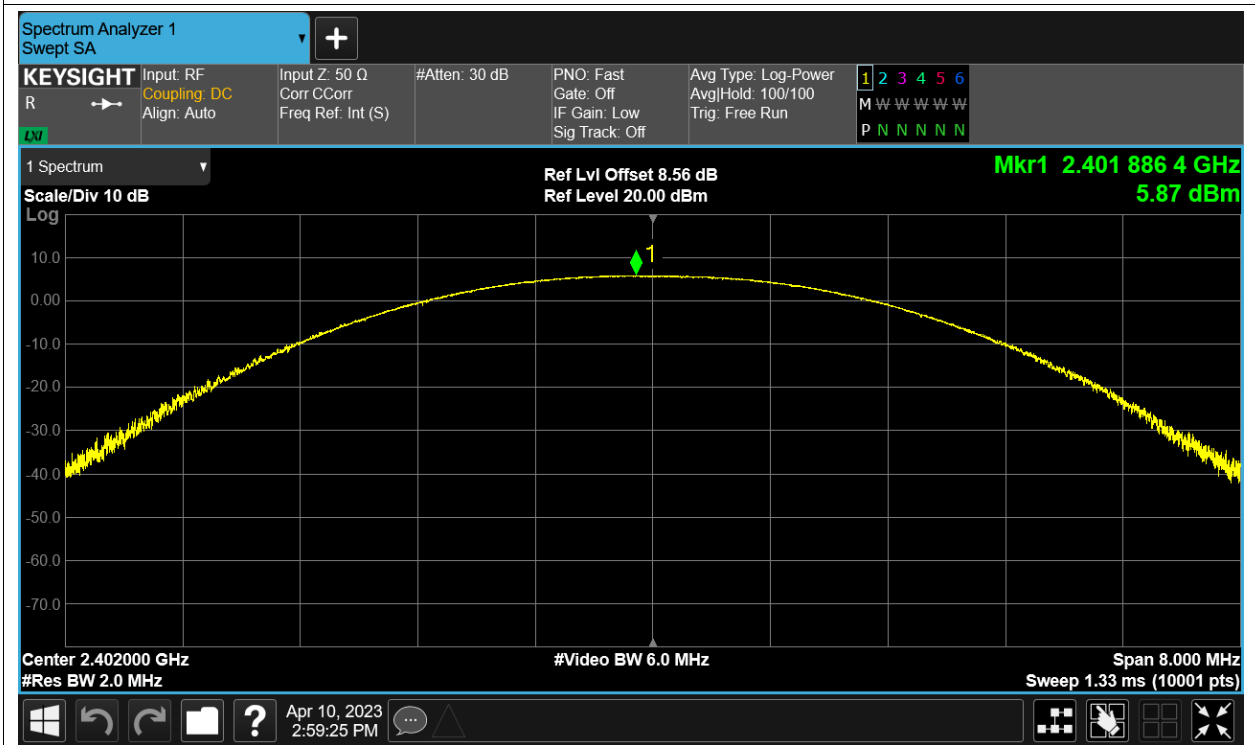 Spectrum Analyzer 1
Swept SA
KEYSIGHT
R
LXI
Input: RF
Coupling: DC
Align: Auto
Input Z: 50 Ω
Corr CCorr
Freq Ref: Int (S)
#Atten: 30 dB
PNO: Fast
Gate: Off
IF Gain: Low
Sig Track: Off
Avg Type: Log-Power
Avg|Hold: 100/100
Trig: Free Run
1 2 3 4 5 6
M W W W W W
P N N N N N
1 Spectrum
Scale/Div 10 dB
Log
Ref Lvl Offset 8.56 dB
Ref Level 20.00 dBm
Mkr1 2.401 886 4 GHz
5.87 dBm
1
10.0
0.00
-10.0
-20.0
-30.0
-40.0
-50.0
-60.0
-70.0
Center 2.402000 GHz
#Res BW 2.0 MHz
#Video BW 6.0 MHz
Span 8.000 MHz
Sweep 1.33 ms (10001 pts)
?
Apr 10, 2023
2:59:25 PM